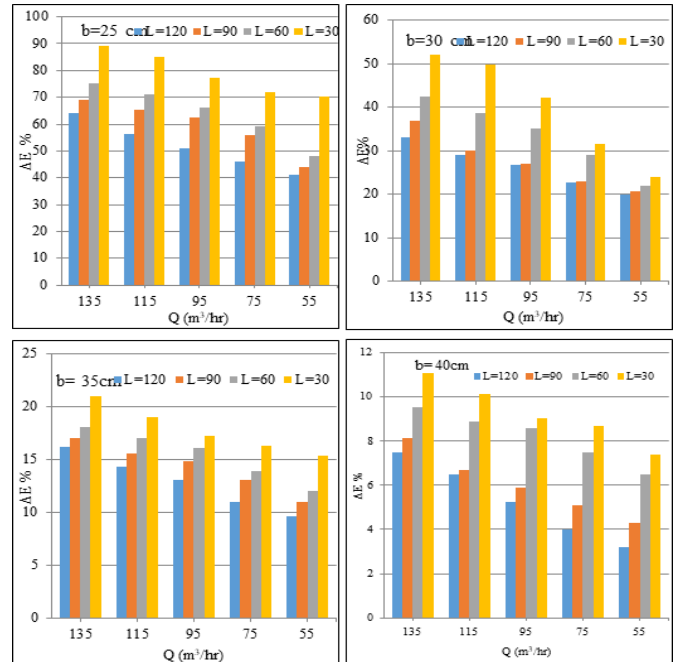 b=25 cm L=120 L=90 L=60 L=30
100
90
80
70
60
50
40
30
20
10
0
ΔE %
135 115 95 75 55
Q (m³/hr)
b=30 cm L=120 L=90 L=60 L=30
60
50
40
30
20
10
0
ΔE%
135 115 95 75 55
Q (m³/hr)
b= 35cm L=120 L=90 L=60 L=30
25
20
15
10
5
0
ΔE %
135 115 95 75 55
Q (m³/hr)
b= 40cm
L=120 L=90 L=60 L=30
12
10
8
6
4
2
0
ΔE %
135 115 95 75 55
Q (m³/hr)